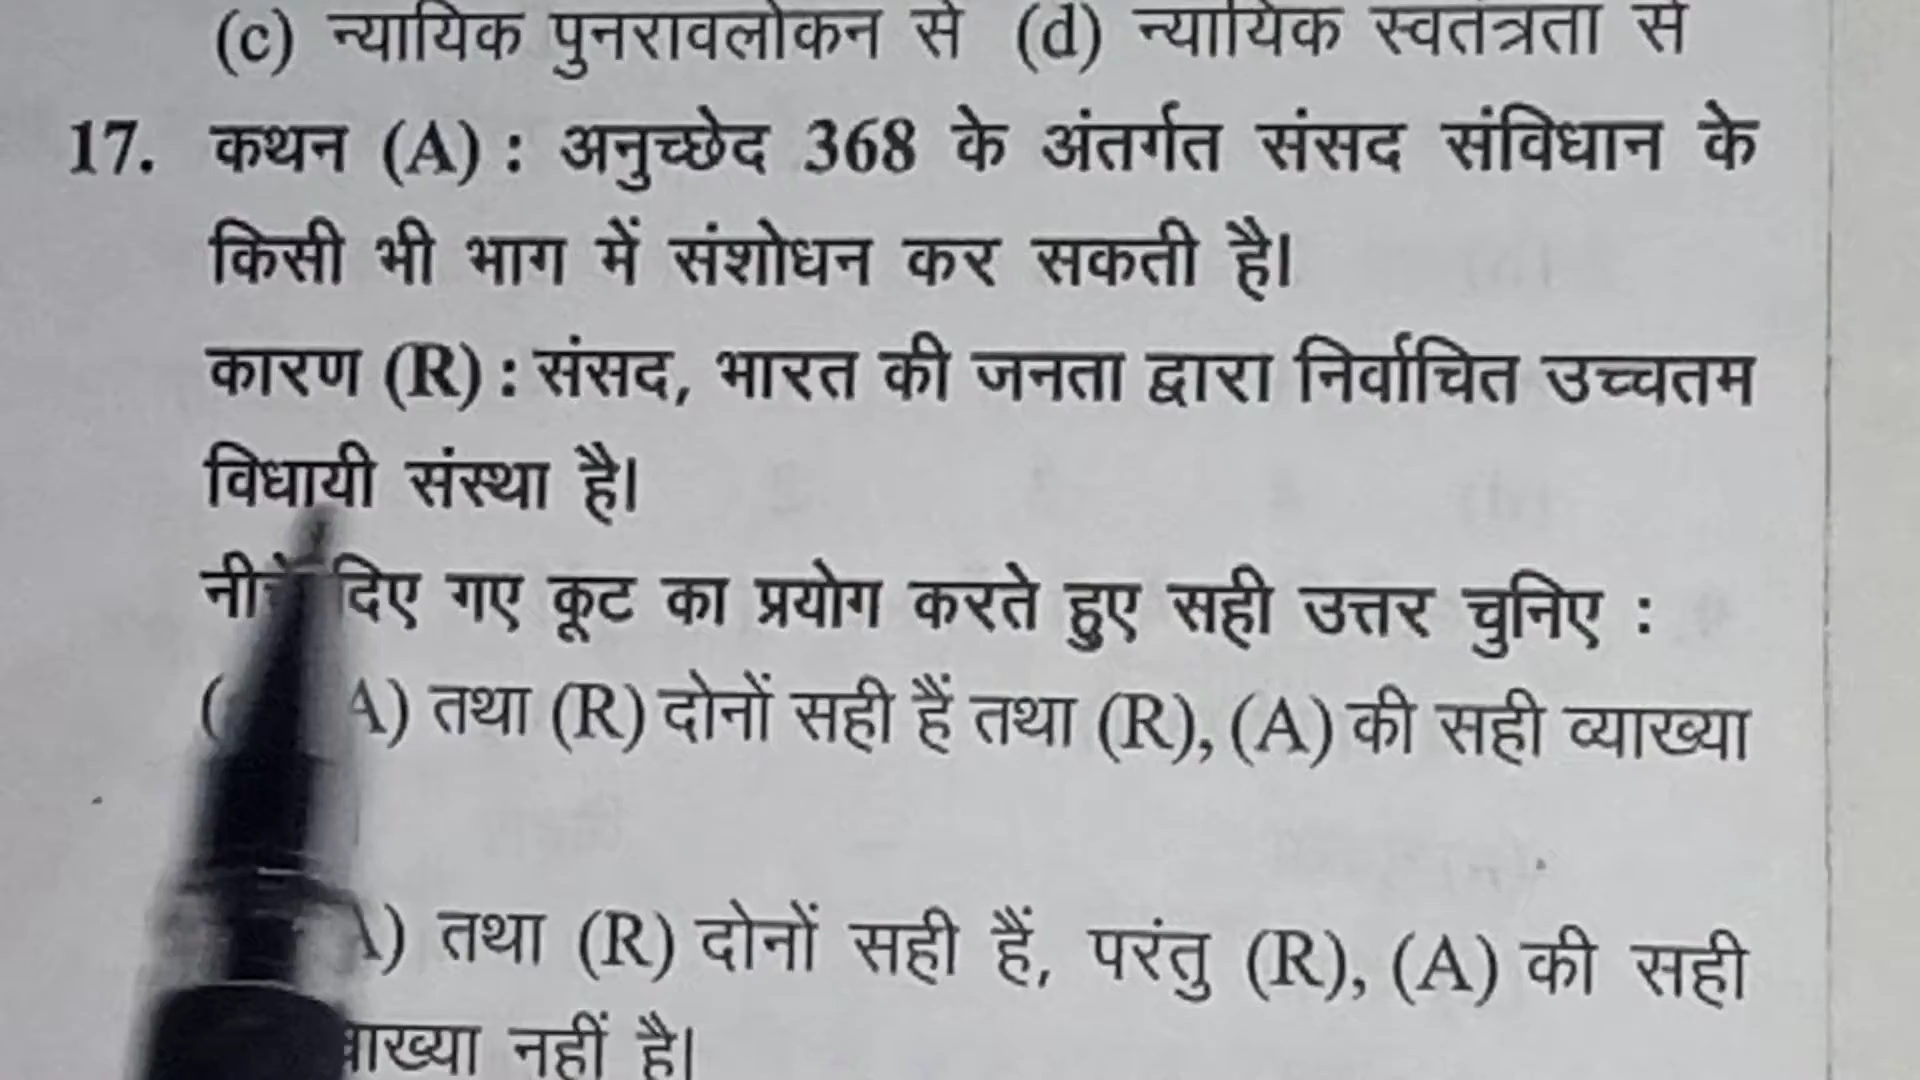 (c) न्यायिक पुनरावलोकन से (d) न्यायिक स्वतंत्रता से
17. कथन (A) : अनुच्छेद 368 के अंतर्गत संसद संविधान के
किसी भी भाग में संशोधन कर सकती है।
कारण (R) : संसद, भारत की जनता द्वारा निर्वाचित उच्चतम
विधायी संस्था है।
दिए गए कूट का प्रयोग करते हुए सही उत्तर चुनिए :
A) तथा (R) दोनों सही हैं तथा (R), (A) की सही व्याख्या
तथा (R) दोनों सही हैं, परंतु (R), (A) की सही
नहीं है।